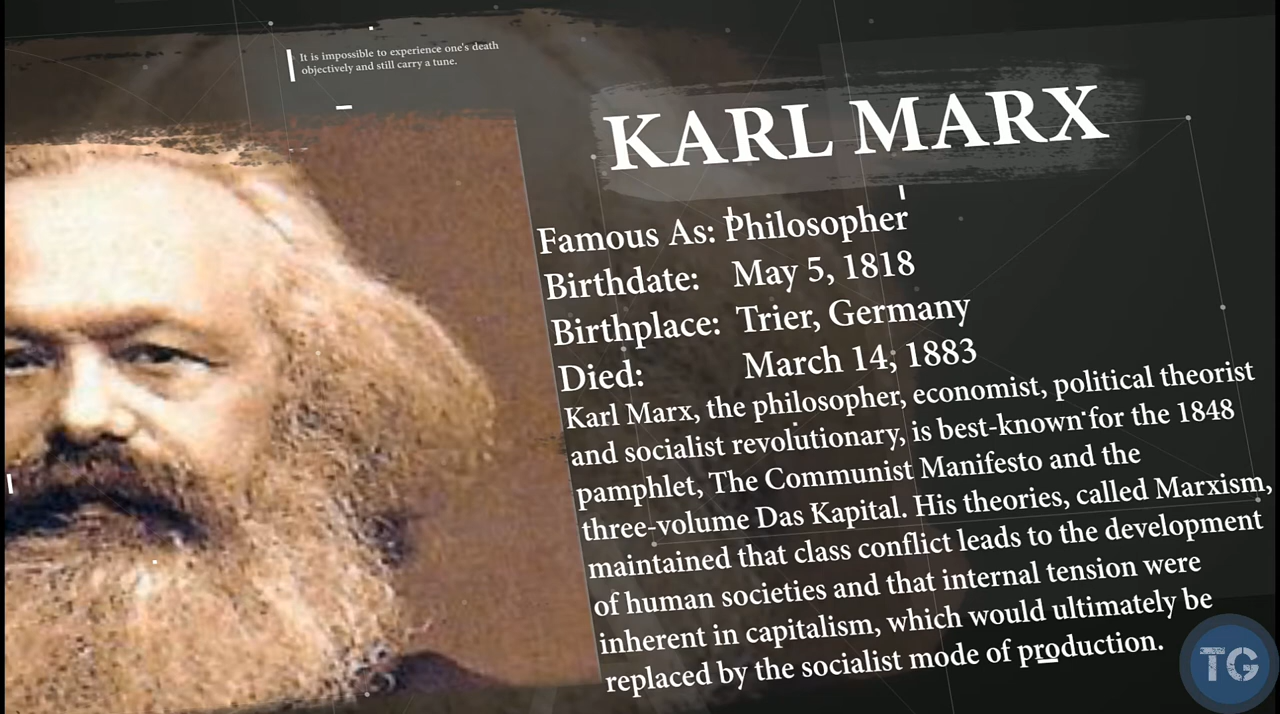 It is impossible to experience one's death
objectively and still carry a tune.
KARL MARX
Famous As: Philosopher
Birthdate: May 5, 1818
Birthplace: Trier, Germany
Died: March 14, 1883
Karl Marx, the philosopher, economist, political theorist
and socialist revolutionary, is best-known for the 1848
pamphlet, The Communist Manifesto and the
three-volume Das Kapital. His theories, called Marxism,
maintained that class conflict leads to the development
of human societies and that internal tension were
inherent in capitalism, which would ultimately be
replaced by the socialist mode of production.
TG